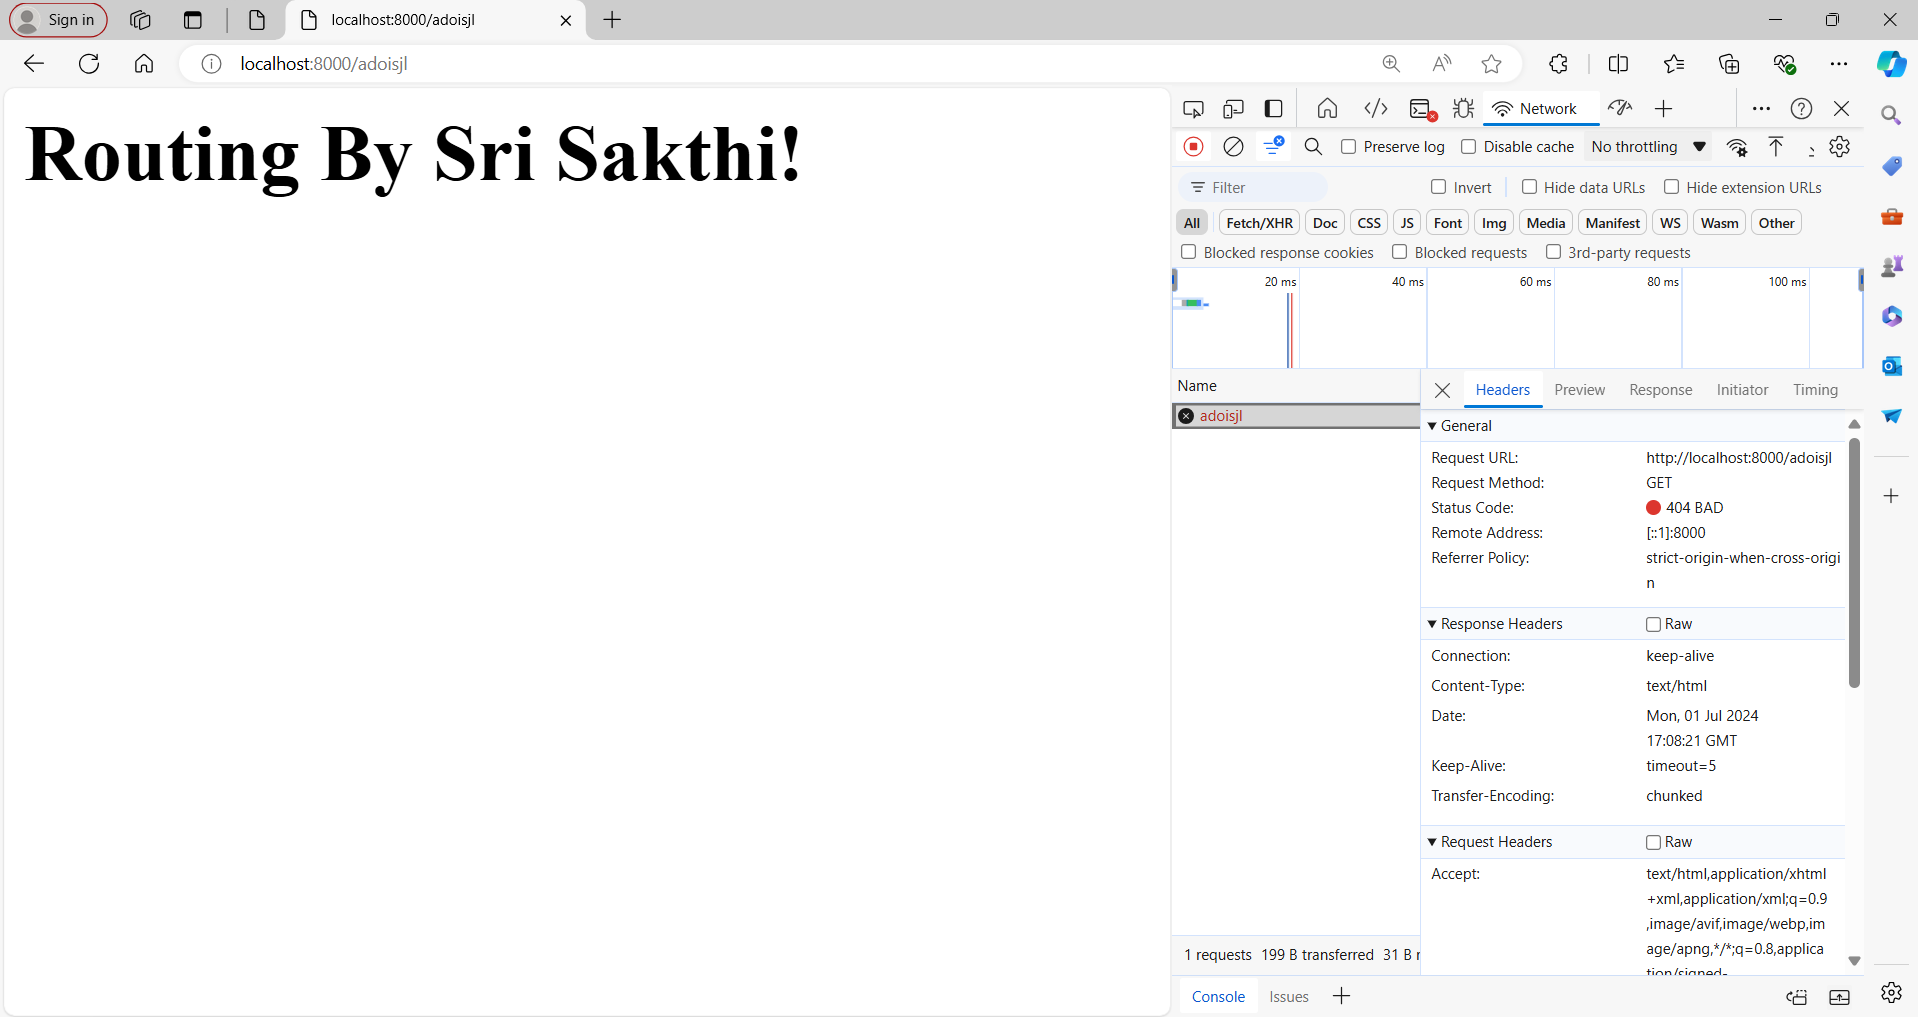 Sign in
localhost:8000/adoisjl
localhost:8000/adoisjl
Routing By Sri Sakthi!
Network
Preserve log
Disable cache
No throttling
Filter
Invert
Hide data URLs
Hide extension URLs
All
Fetch/XHR
Doc
CSS
JS
Font
Img
Media
Manifest
WS
Wasm
Other
Blocked response cookies
Blocked requests
3rd-party requests
20 ms
40 ms
60 ms
80 ms
100 ms
Name
adoisjl
Headers
Preview
Response
Initiator
Timing
General
Request URL: http://localhost:8000/adoisjl
Request Method: GET
Status Code: 404 BAD
Remote Address: [::1]:8000
Referrer Policy: strict-origin-when-cross-origi
n
Response Headers
Raw
Connection: keep-alive
Content-Type: text/html
Date: Mon, 01 Jul 2024
17:08:21 GMT
Keep-Alive: timeout=5
Transfer-Encoding: chunked
Request Headers
Raw
Accept: text/html,application/xhtml
+xml,application/xml;q=0.9
,image/avif,image/webp,im
age/apng,*/*;q=0.8,applica
tion/signed-
1 requests
199 B transferred
31 B r
Console
Issues